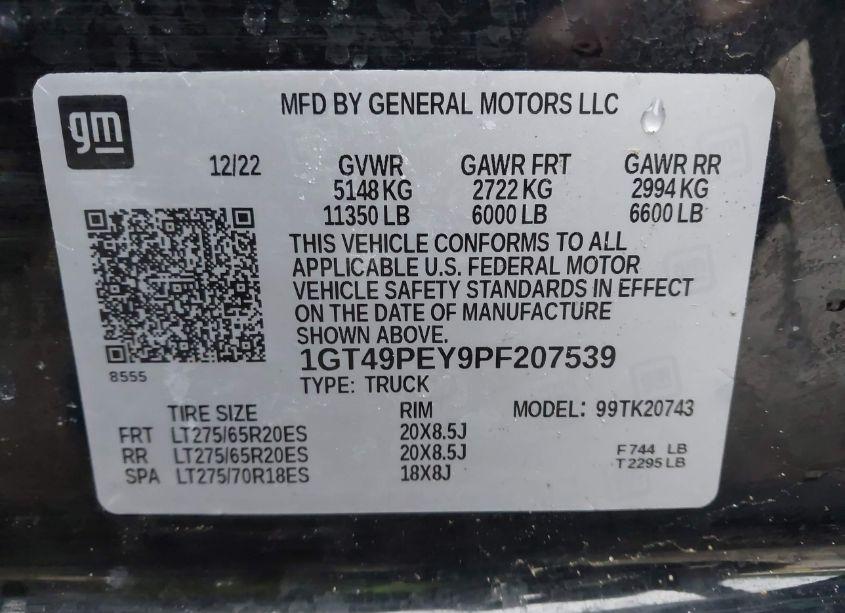 gm
MFD BY GENERAL MOTORS LLC
12/22 GVWR GAWR FRT GAWR RR
5148 KG 2722 KG 2994 KG
11350 LB 6000 LB 6600 LB
THIS VEHICLE CONFORMS TO ALL
APPLICABLE U.S. FEDERAL MOTOR
VEHICLE SAFETY STANDARDS IN EFFECT
ON THE DATE OF MANUFACTURE
SHOWN ABOVE.
8555
1GT49PEY9PF207539
TYPE: TRUCK
TIRE SIZE RIM MODEL: 99TK20743
FRT LT275/65R20ES 20X8.5J
RR LT275/65R20ES 20X8.5J F 744 LB
SPA LT275/70R18ES 18X8J T 2295 LB